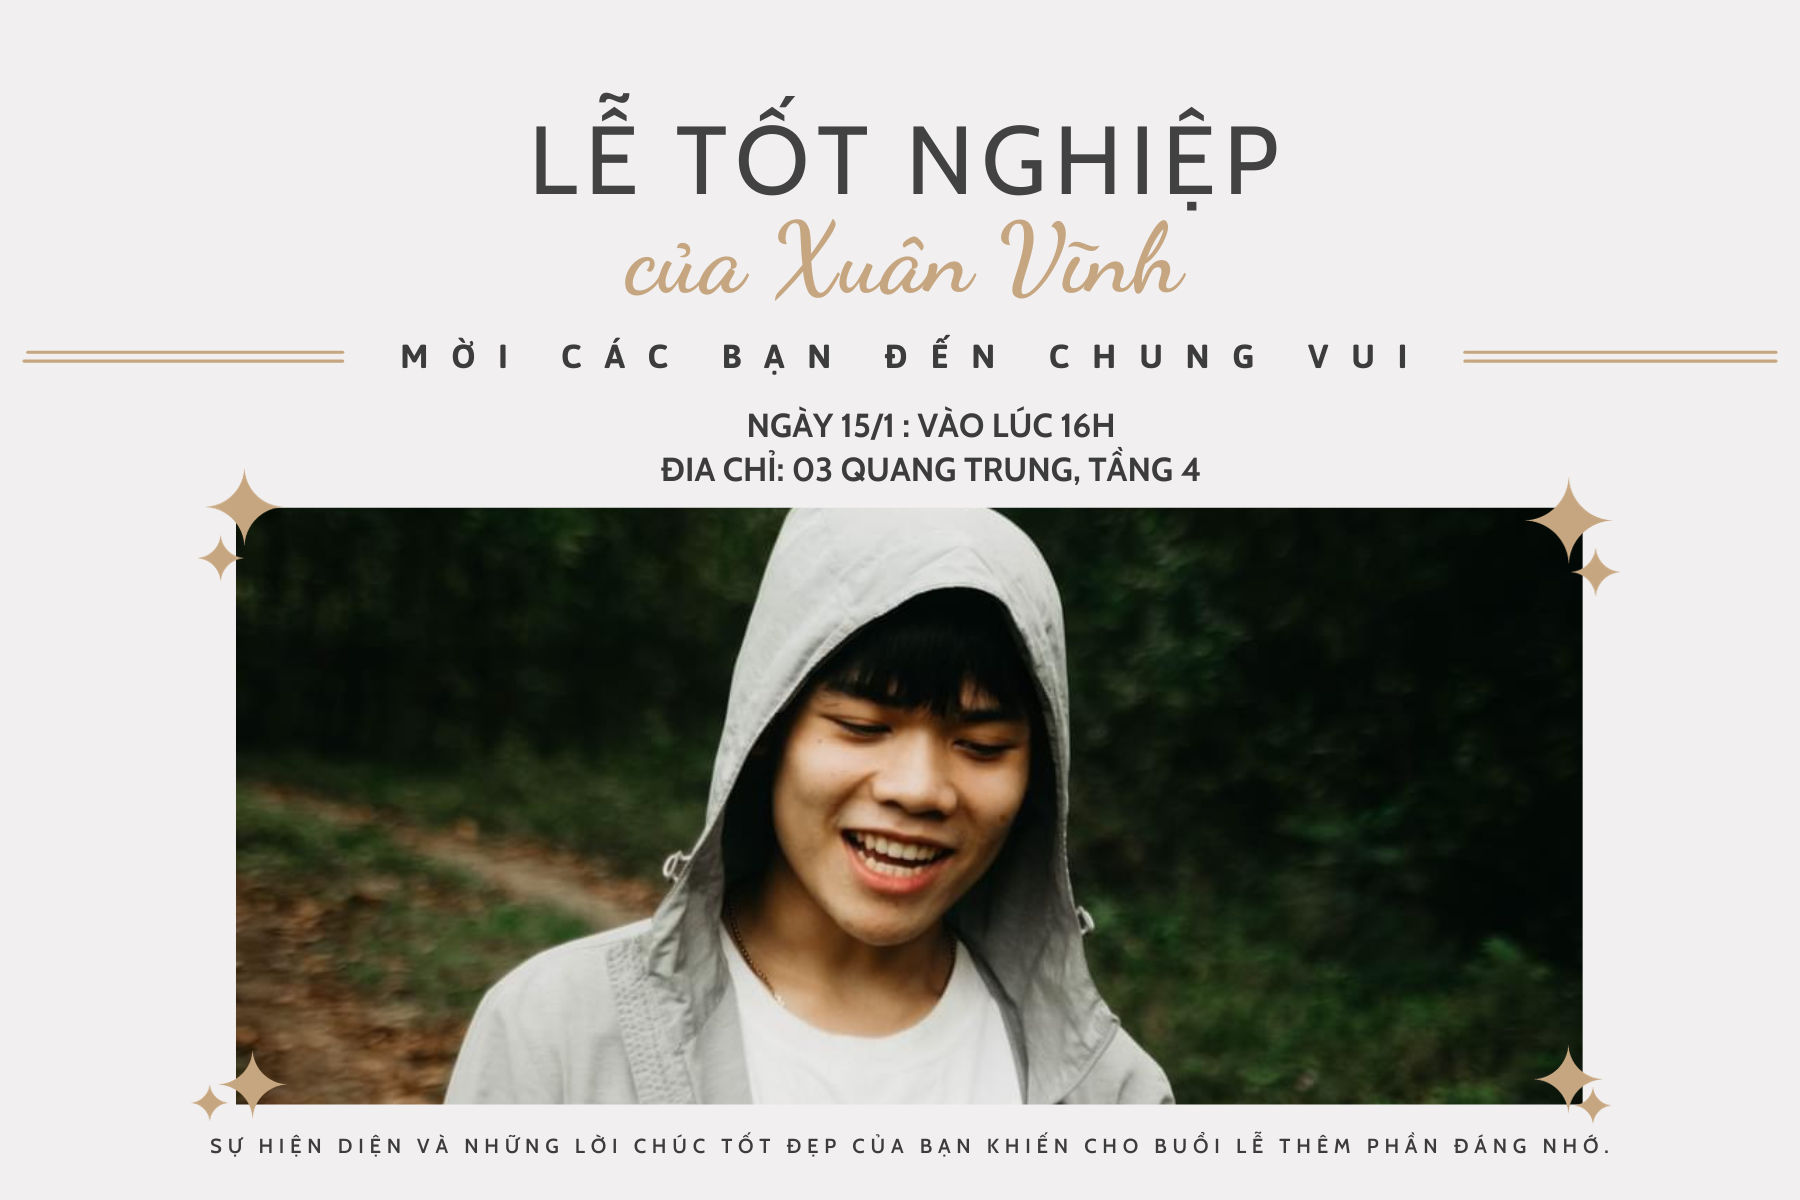 LỄ TỐT NGHIỆP
của Xuân Vĩnh
MỜI CÁC BẠN ĐẾN CHUNG VUI
NGÀY 15/1 : VÀO LÚC 16H
ĐIA CHỈ: 03 QUANG TRUNG, TẦNG 4
SỰ HIỆN DIỆN VÀ NHỮNG LỜI CHÚC TỐT ĐẸP CỦA BẠN KHIẾN CHO BUỔI LỄ THÊM PHẦN ĐÁNG NHỚ.